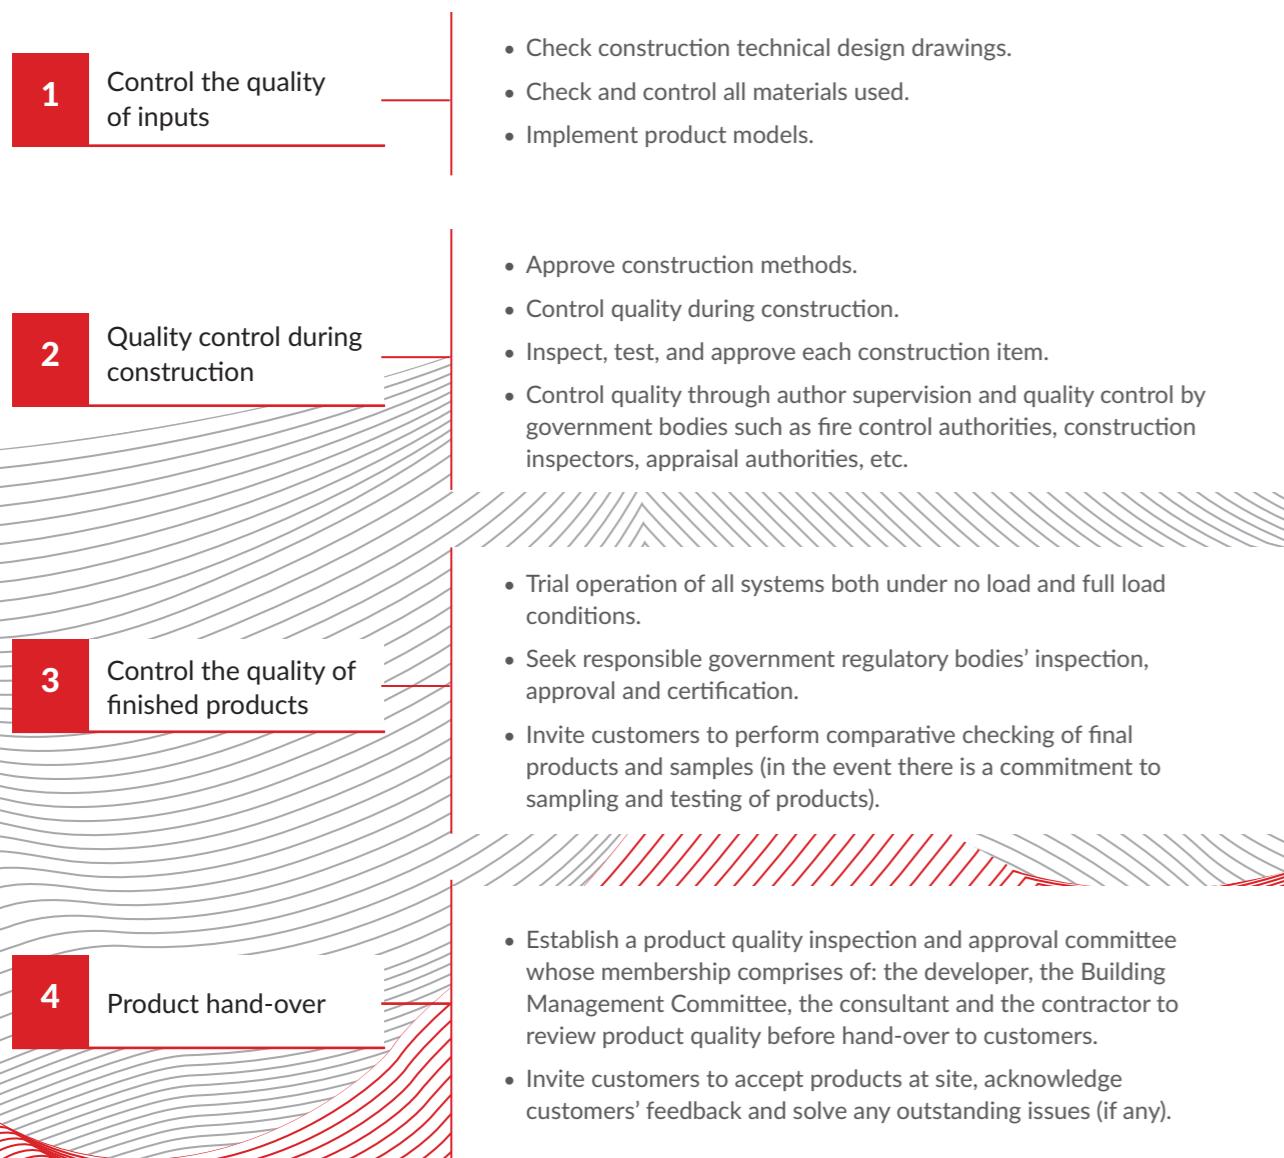 1
Control the quality
of inputs
• Check construction technical design drawings.
• Check and control all materials used.
• Implement product models.
2
Quality control during
construction
• Approve construction methods.
• Control quality during construction.
• Inspect, test, and approve each construction item.
• Control quality through author supervision and quality control by
government bodies such as fire control authorities, construction
inspectors, appraisal authorities, etc.
3
Control the quality of
finished products
• Trial operation of all systems both under no load and full load
conditions.
• Seek responsible government regulatory bodies’ inspection,
approval and certification.
• Invite customers to perform comparative checking of final
products and samples (in the event there is a commitment to
sampling and testing of products).
4
Product hand-over
• Establish a product quality inspection and approval committee
whose membership comprises of: the developer, the Building
Management Committee, the consultant and the contractor to
review product quality before hand-over to customers.
• Invite customers to accept products at site, acknowledge
customers’ feedback and solve any outstanding issues (if any).